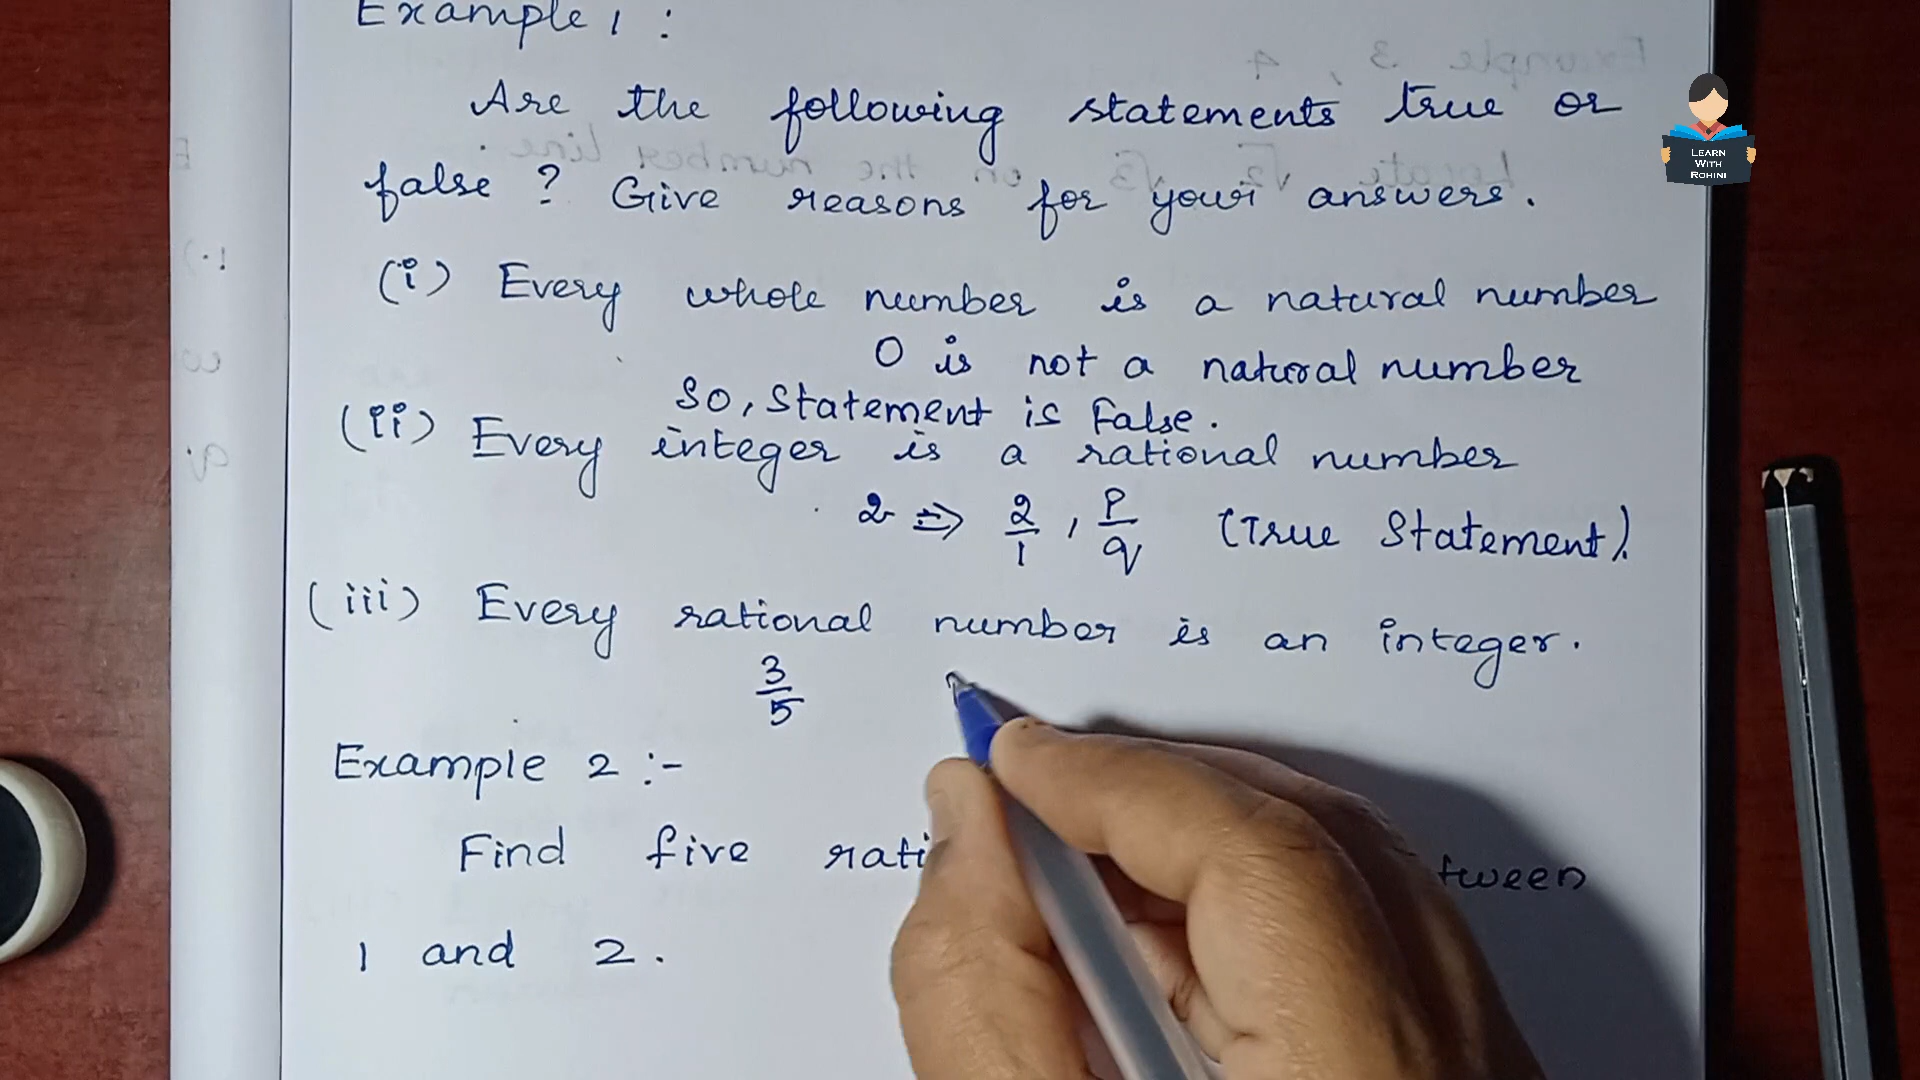 Example 1 :
Are the following statements true or
false ? Give reasons for your answers.
(i) Every whole number is a natural number
0 is not a natural number
So, Statement is False.
(ii) Every integer is a rational number
2 ⇒ 2/1 , P/q (True Statement).
(iii) Every rational number is an integer.
3/5
Example 2 :-
Find five rati tween
1 and 2.
LEARN
WITH
ROHINI